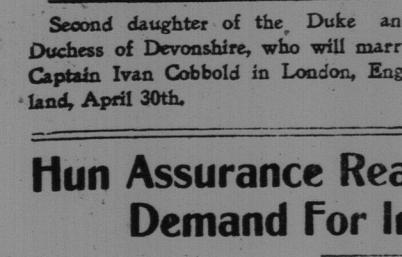 Second daughter of the Duke an
Duchess of Devonshire, who will marr
Captain Ivan Cobbold in London, Eng
land, April 30th.
Hun Assurance Rea
Demand For I